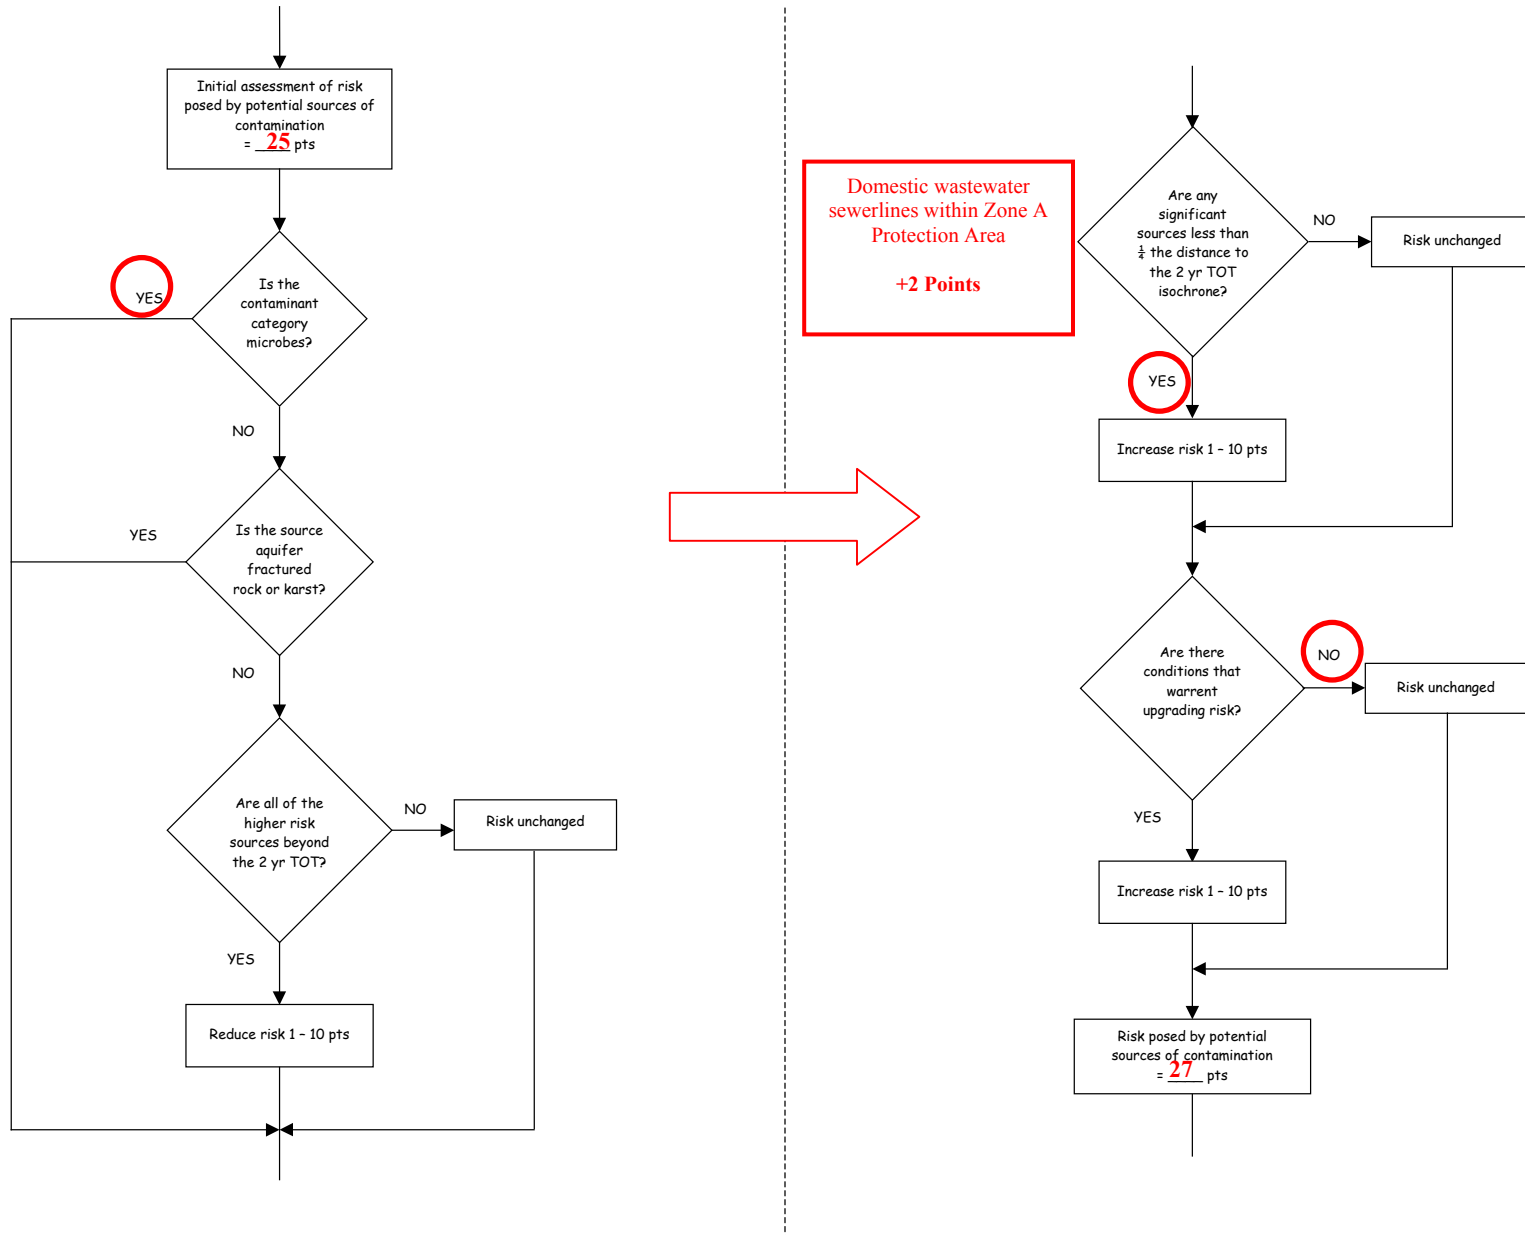 Initial assessment of risk
posed by potential sources of
contamination
= 25 pts
Is the
contaminant
category
microbes?
YES
NO
Is the source
aquifer
fractured
rock or karst?
YES
NO
Are all of the
higher risk
sources beyond
the 2 yr TOT?
NO
Risk unchanged
YES
Reduce risk 1 – 10 pts
Domestic wastewater
sewerlines within Zone A
Protection Area
+2 Points
Are any
significant
sources less than
¼ the distance to
the 2 yr TOT
isochrone?
NO
Risk unchanged
YES
Increase risk 1 – 10 pts
Are there
conditions that
warrent
upgrading risk?
NO
Risk unchanged
YES
Increase risk 1 – 10 pts
Risk posed by potential
sources of contamination
= 27 pts